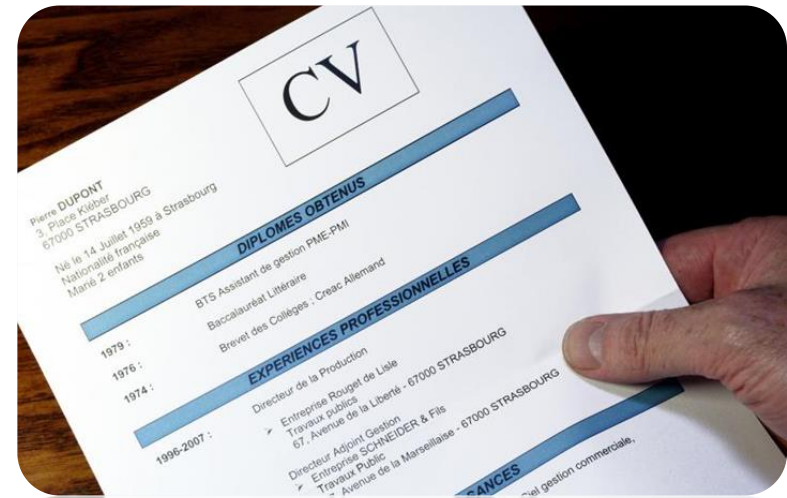 CV
Pierre DUPONT
3, Place Kléber
67000 STRASBOURG
Né le 14 Juillet 1959 à Strasbourg
Nationalité française
Marié 2 enfants
DIPLOMES OBTENUS
1979 : BTS Assistant de gestion PME-PMI
1976 : Baccalauréat Littéraire
1974 : Brevet des Collèges : Creac Allemand
EXPERIENCES PROFESSIONNELLES
1996-2007 : Directeur de la Production
➢ Entreprise Rouget de Lisle
Travaux publics
67, Avenue de la Liberté - 67000 STRASBOURG
Directeur Adjoint Gestion
➢ Entreprise SCHNEIDER & Fils
Travaux Public
Avenue de la Marseillaise - 67000 STRASBOURG
Ciel gestion commerciale,